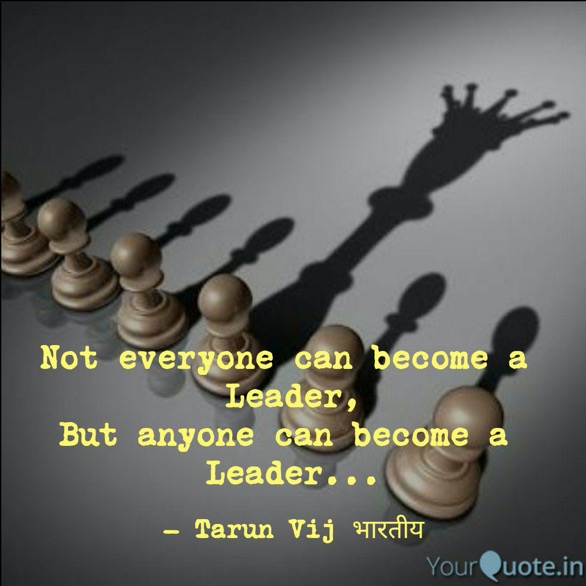 Not everyone can become a
Leader,
But anyone can become a
Leader...
- Tarun Vij भारतीय
YourQuote.in